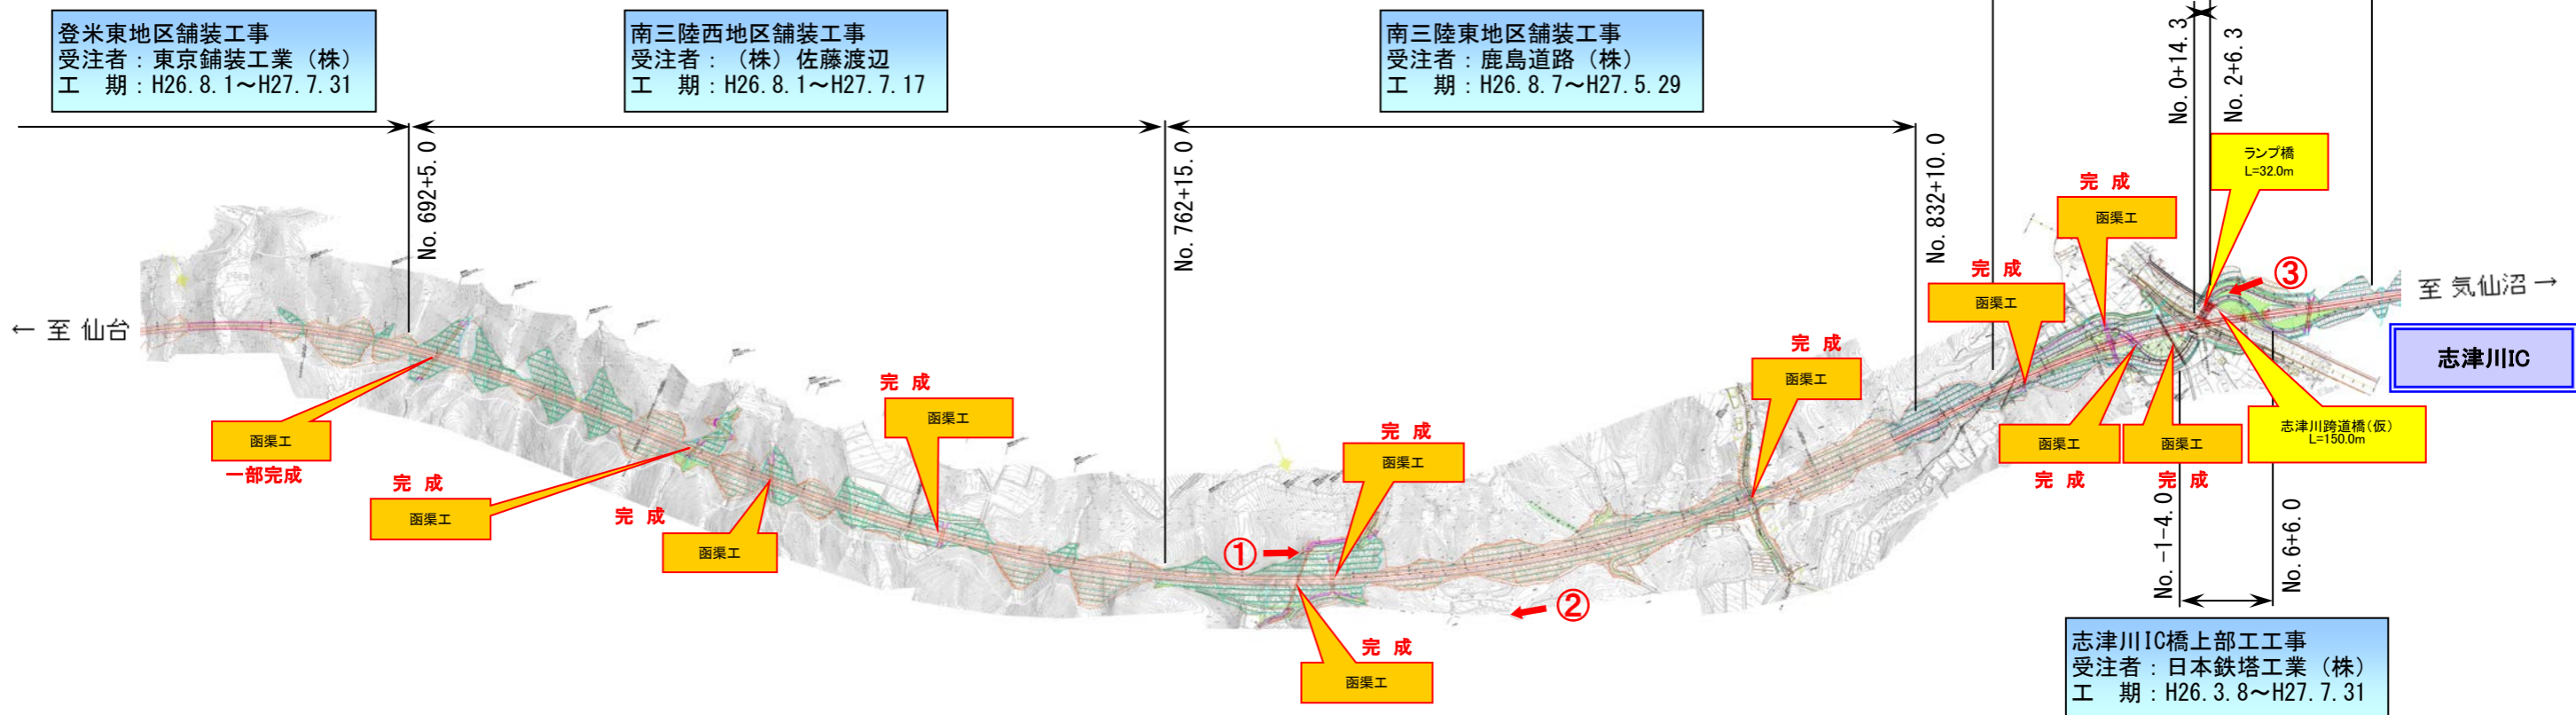 登米東地区舗装工事
受注者：東京鋪装工業（株）
工　期：H26.8.1～H27.7.31
南三陸西地区舗装工事
受注者：（株）佐藤渡辺
工　期：H26.8.1～H27.7.17
南三陸東地区舗装工事
受注者：鹿島道路（株）
工　期：H26.8.7～H27.5.29
No.692+5.0
No.762+15.0
No.832+10.0
No.0+14.3
No.2+6.3
ランプ橋
L=32.0m
完 成
函渠工
完 成
函渠工
③
至 気仙沼 →
志津川IC
← 至 仙台
函渠工
一部完成
完 成
函渠工
完 成
函渠工
完 成
函渠工
①
完 成
函渠工
②
完 成
函渠工
完 成
函渠工
函渠工
完 成
函渠工
完 成
志津川跨道橋(仮)
L=150.0m
No.-1-4.0
No.6+6.0
志津川IC橋上部工工事
受注者：日本鉄塔工業（株）
工　期：H26.3.8～H27.7.31